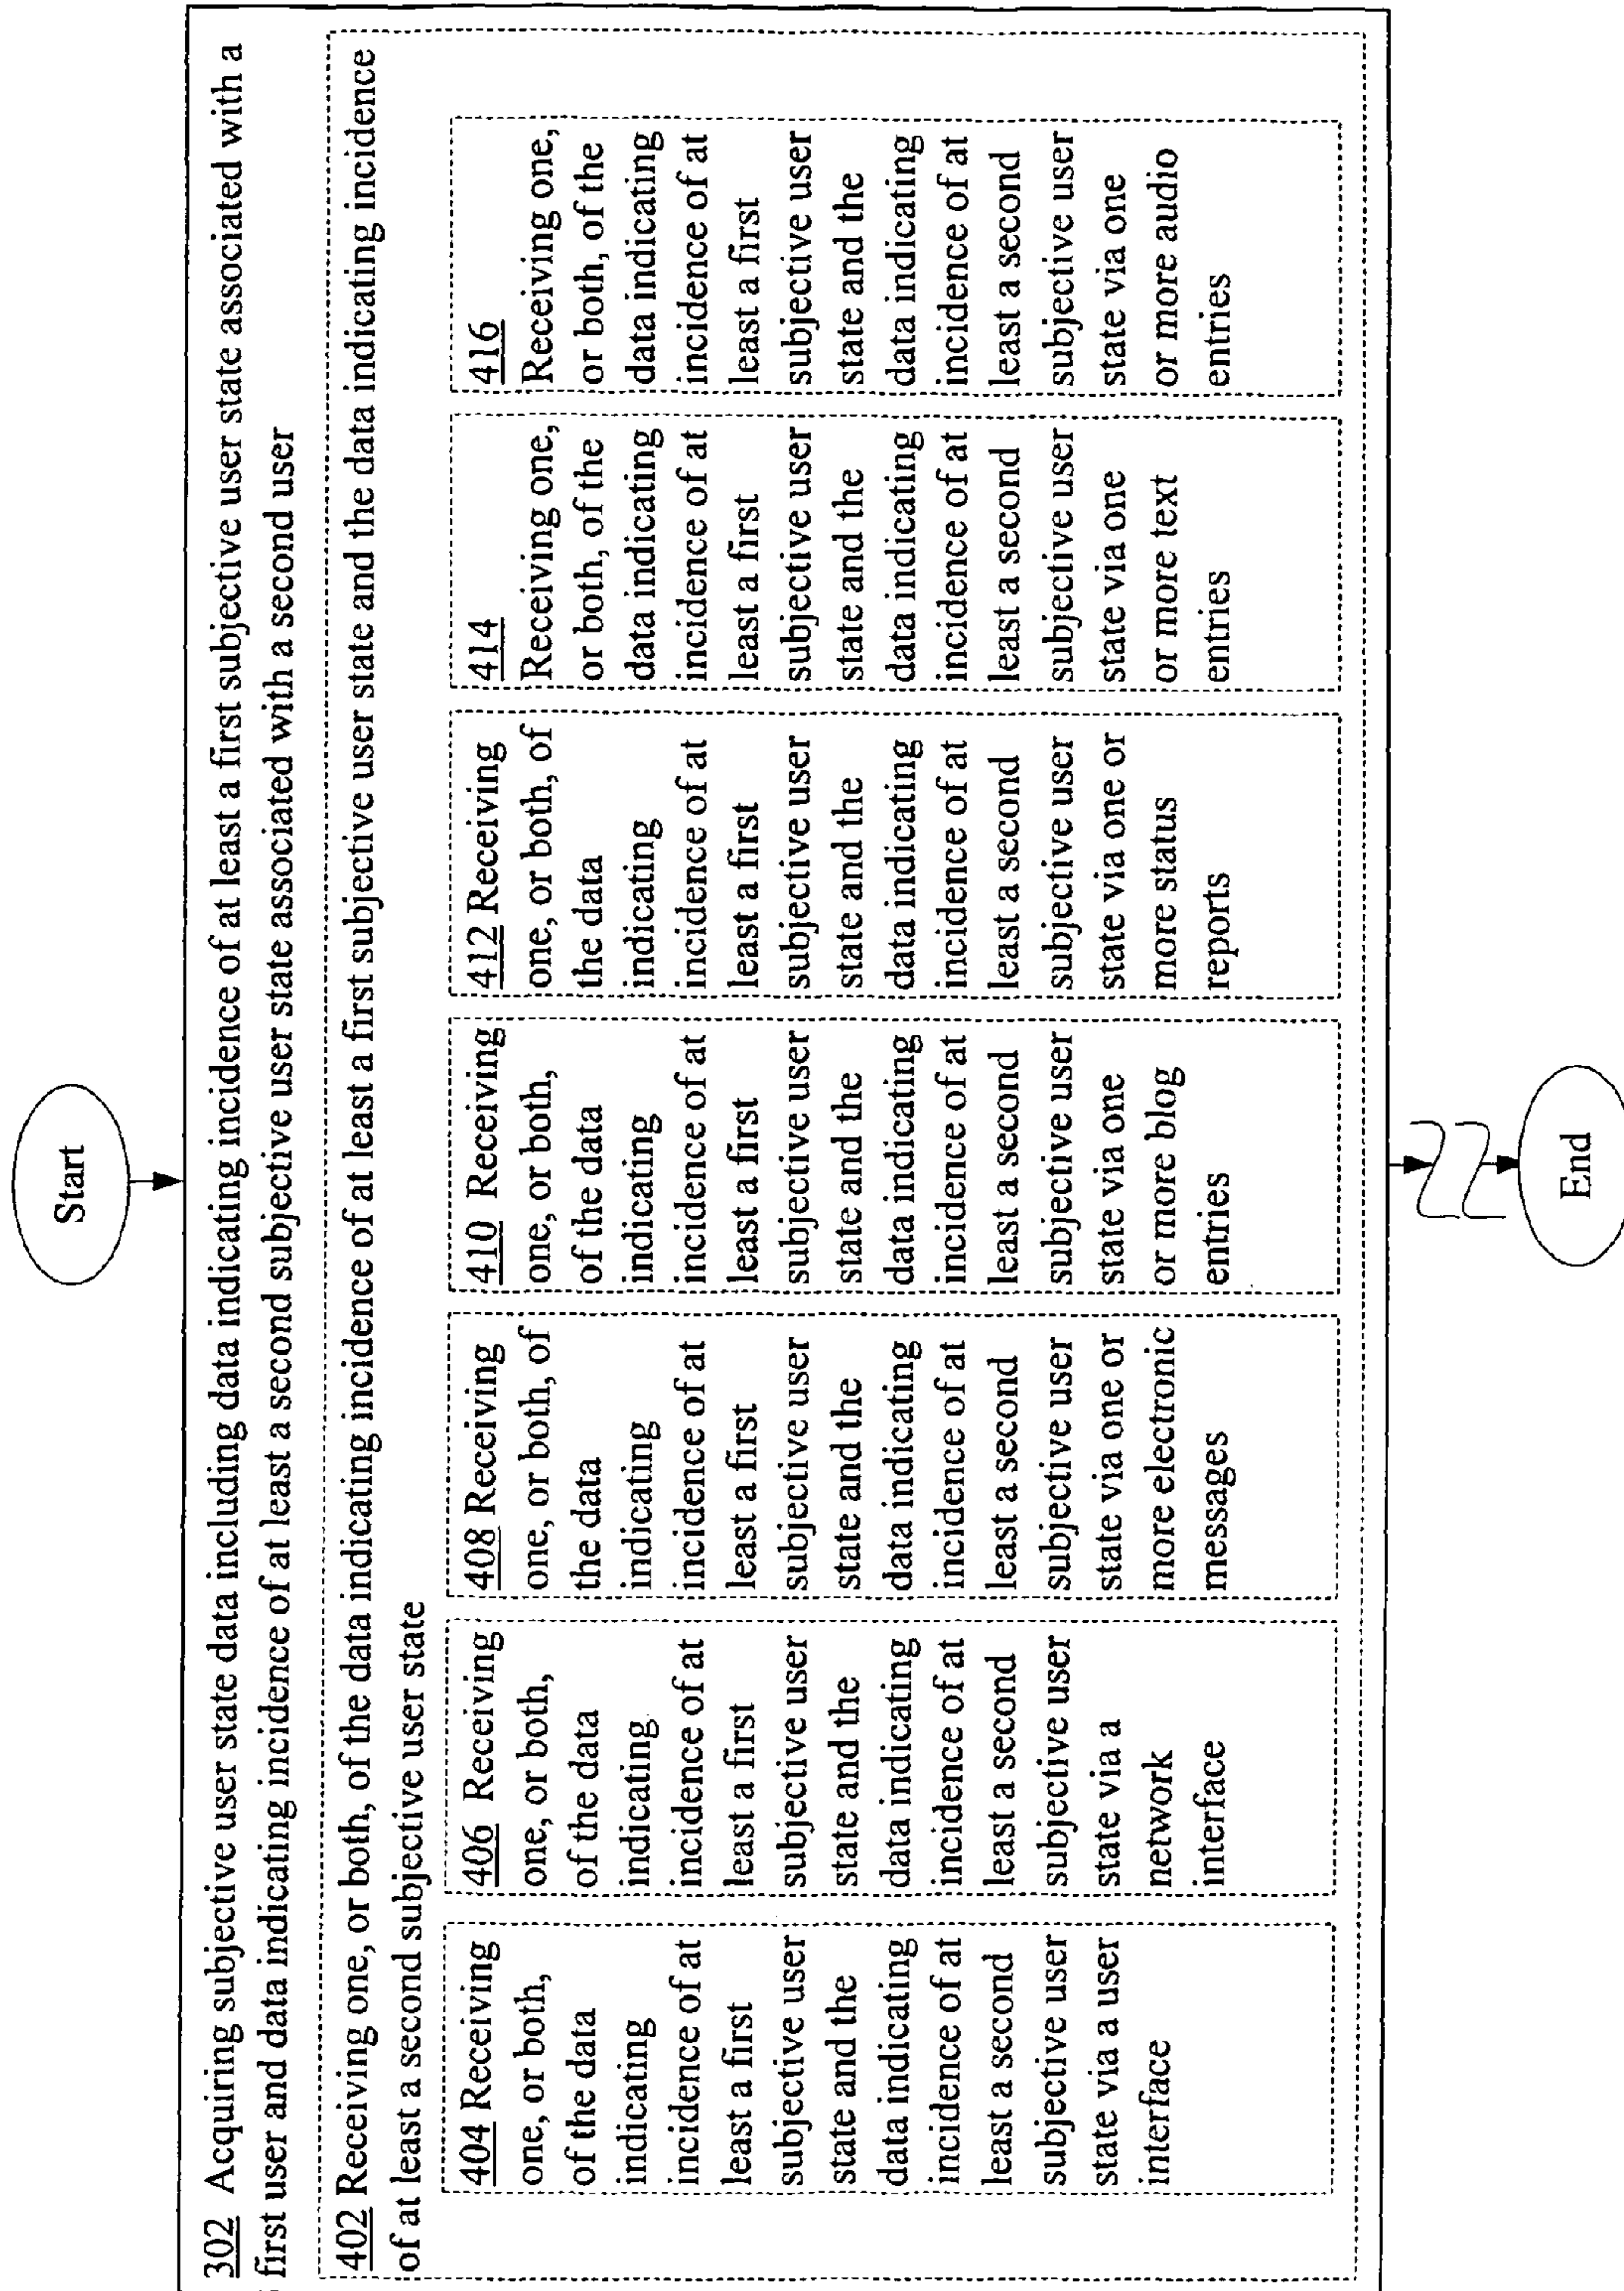 Start
302 Acquiring subjective user state data including data indicating incidence of at least a first subjective user state associated with a
first user and data indicating incidence of at least a second subjective user state associated with a second user
402 Receiving one, or both, of the data indicating incidence of at least a first subjective user state and the data indicating incidence
of at least a second subjective user state
404 Receiving
one, or both,
of the data
indicating
incidence of at
least a first
subjective user
state and the
data indicating
incidence of at
least a second
subjective user
state via a user
interface
406 Receiving
one, or both,
of the data
indicating
incidence of at
least a first
subjective user
state and the
data indicating
incidence of at
least a second
subjective user
state via a
network
interface
408 Receiving
one, or both, of
the data
indicating
incidence of at
least a first
subjective user
state and the
data indicating
incidence of at
least a second
subjective user
state via one or
more electronic
messages
410 Receiving
one, or both,
of the data
indicating
incidence of at
least a first
subjective user
state and the
data indicating
incidence of at
least a second
subjective user
state via one
or more blog
entries
412 Receiving
one, or both, of
the data
indicating
incidence of at
least a first
subjective user
state and the
data indicating
incidence of at
least a second
subjective user
state via one or
more status
reports
414
Receiving one,
or both, of the
data indicating
incidence of at
least a first
subjective user
state and the
data indicating
incidence of at
least a second
subjective user
state via one
or more text
entries
416
Receiving one,
or both, of the
data indicating
incidence of at
least a first
subjective user
state and the
data indicating
incidence of at
least a second
subjective user
state via one
or more audio
entries
End